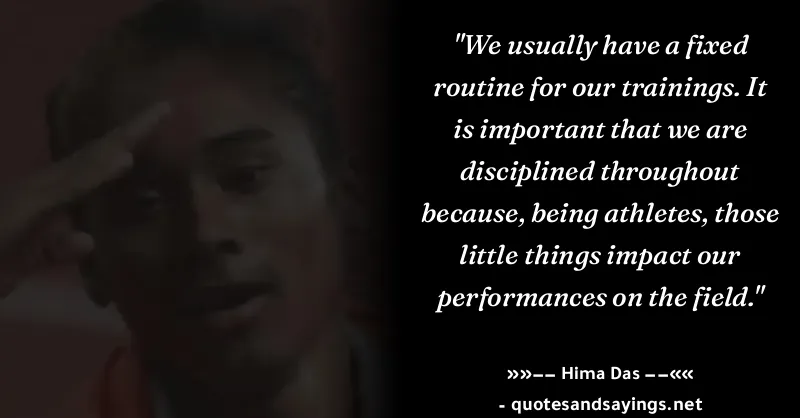 "We usually have a fixed
routine for our trainings. It
is important that we are
disciplined throughout
because, being athletes, those
little things impact our
performances on the field."
»»−− Hima Das −−««
- quotesandsayings.net